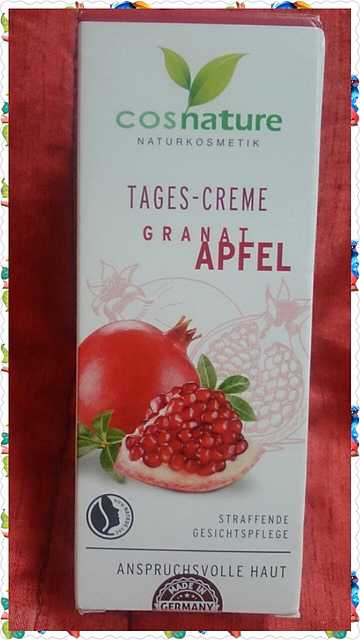 cosnature
NATURKOSMETIK
TAGES-CREME
GRANAT
APFEL
STRAFFENDE
GESICHTSPFLEGE
ANSPRUCHSVOLLE HAUT
MADE IN
GERMANY